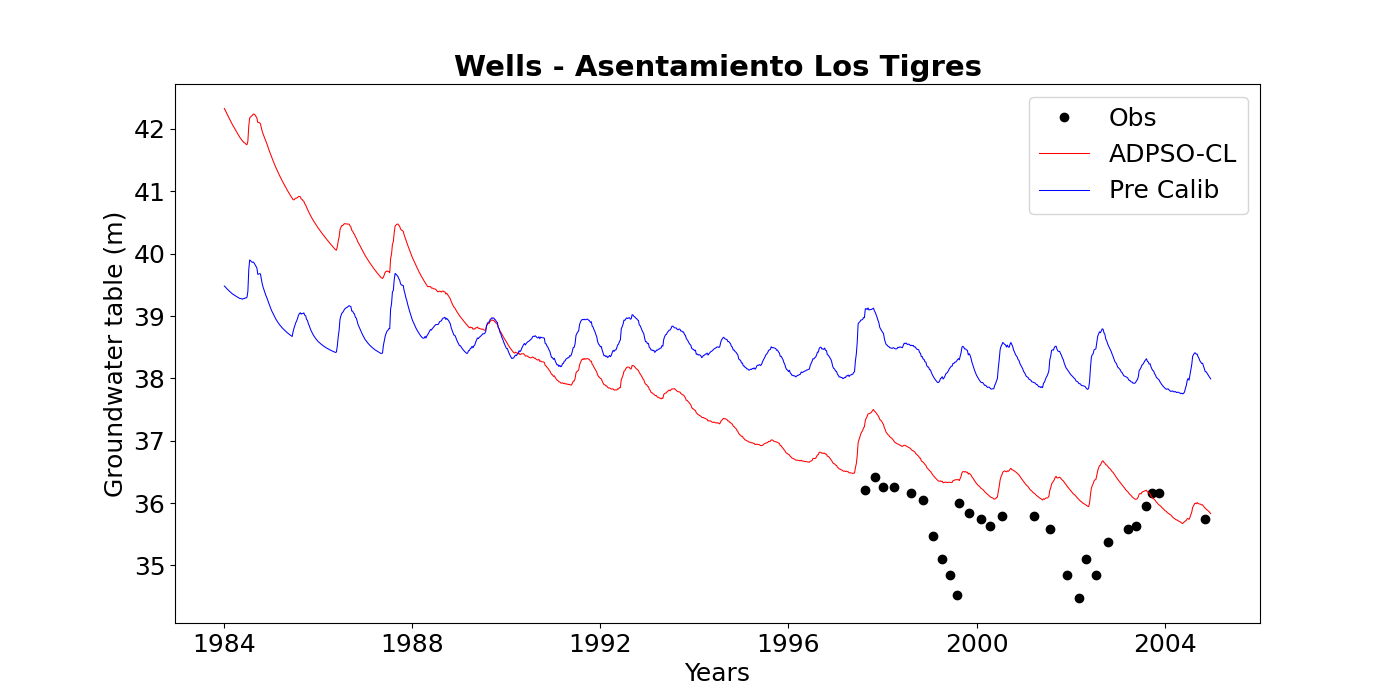 Wells - Asentamiento Los Tigres
Obs
ADPSO-CL
Pre Calib
Groundwater table (m)
42
41
40
39
38
37
36
35
1984
1988
1992
1996
2000
2004
Years